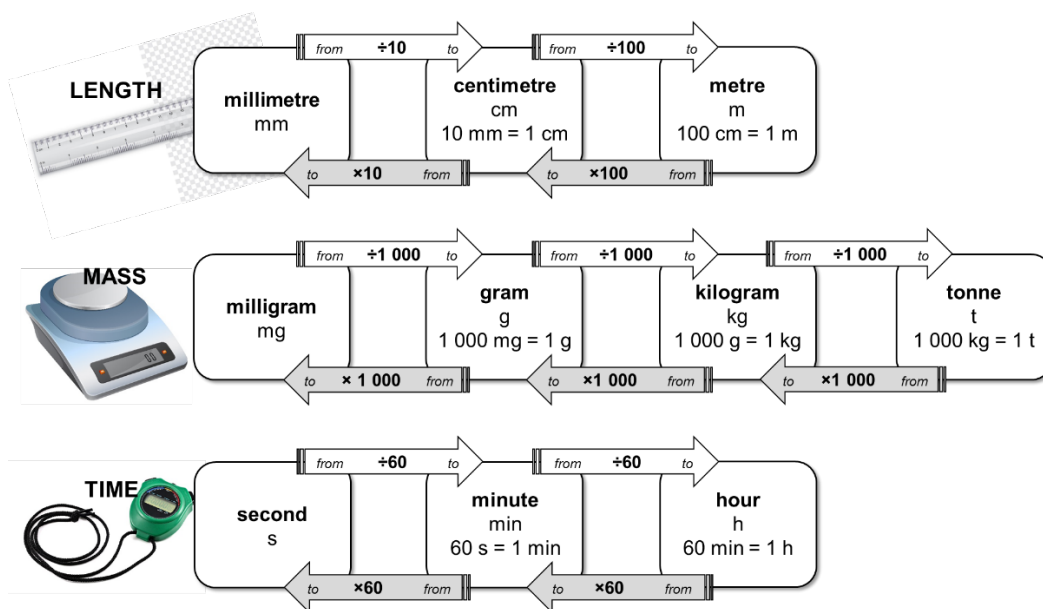 from ÷10 to
from ÷100 to
LENGTH
millimetre
mm
centimetre
cm
10 mm = 1 cm
metre
m
100 cm = 1 m
to ×10 from
to ×100 from
from ÷1 000 to
from ÷1 000 to
from ÷1 000 to
MASS
milligram
mg
gram
g
1 000 mg = 1 g
kilogram
kg
1 000 g = 1 kg
tonne
t
1 000 kg = 1 t
to × 1 000 from
to ×1 000 from
to ×1 000 from
from ÷60 to
from ÷60 to
TIME
second
s
minute
min
60 s = 1 min
hour
h
60 min = 1 h
to ×60 from
to ×60 from